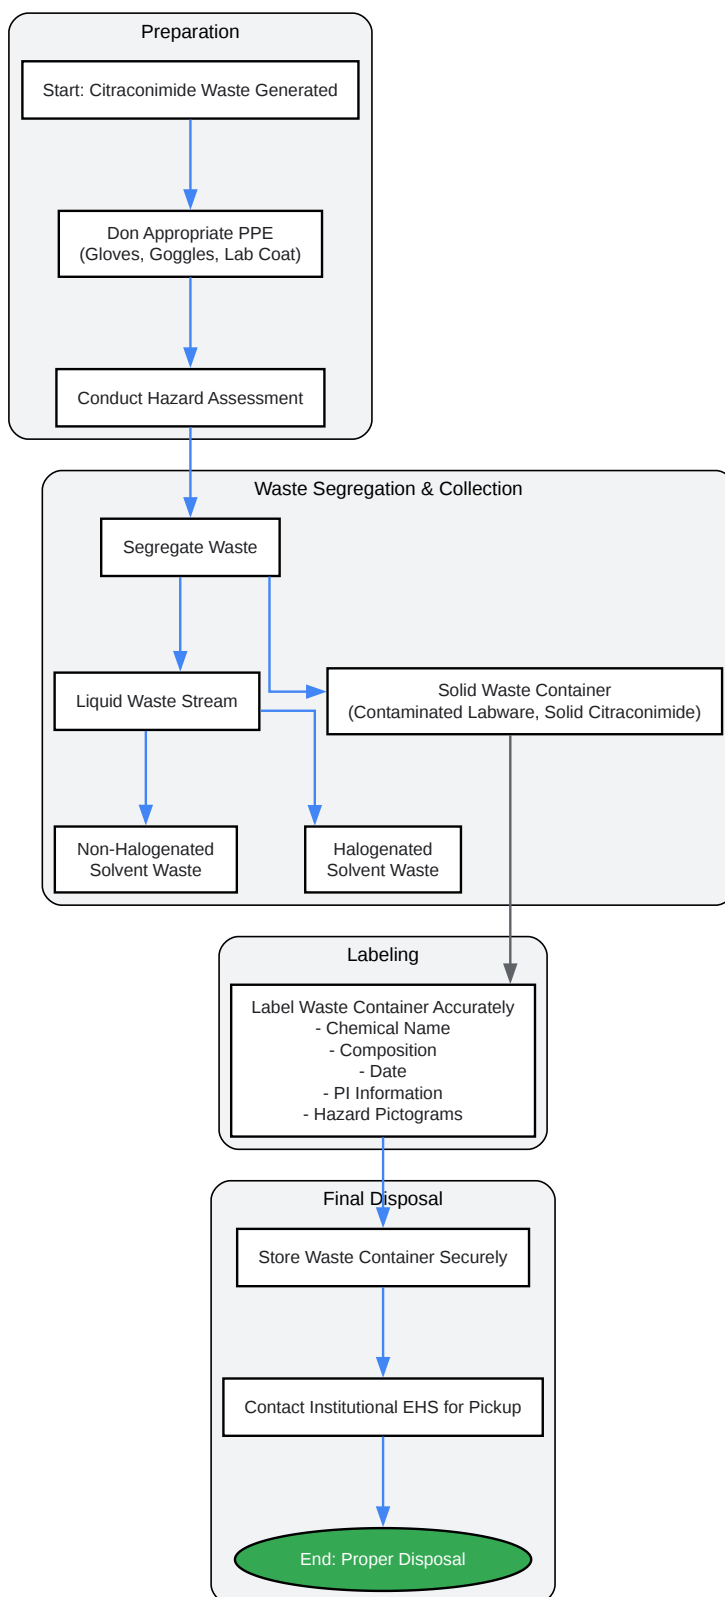 Preparation
Start: Citraconimide Waste Generated
Don Appropriate PPE
(Gloves, Goggles, Lab Coat)
Conduct Hazard Assessment
Waste Segregation & Collection
Segregate Waste
Liquid Waste Stream
Solid Waste Container
(Contaminated Labware, Solid Citraconimide)
Non-Halogenated
Solvent Waste
Halogenated
Solvent Waste
Labeling
Label Waste Container Accurately
- Chemical Name
- Composition
- Date
- PI Information
- Hazard Pictograms
Final Disposal
Store Waste Container Securely
Contact Institutional EHS for Pickup
End: Proper Disposal